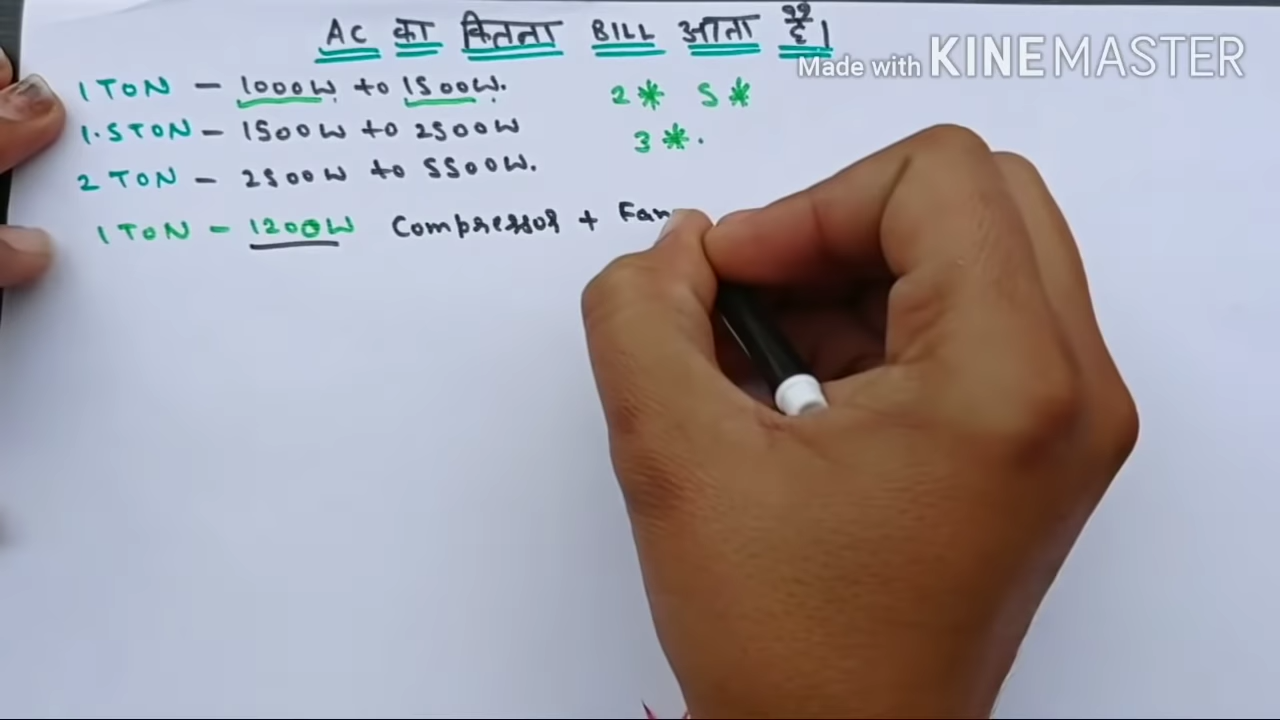 AC का कितना BILL आता है।
Made with KINEMASTER
1 TON - 1000W to 1500W. 2* 5*
1.5 TON - 1500W to 2500W 3*.
2 TON - 2500W to 5500W.
1 TON - 1200W Compressor + Fan